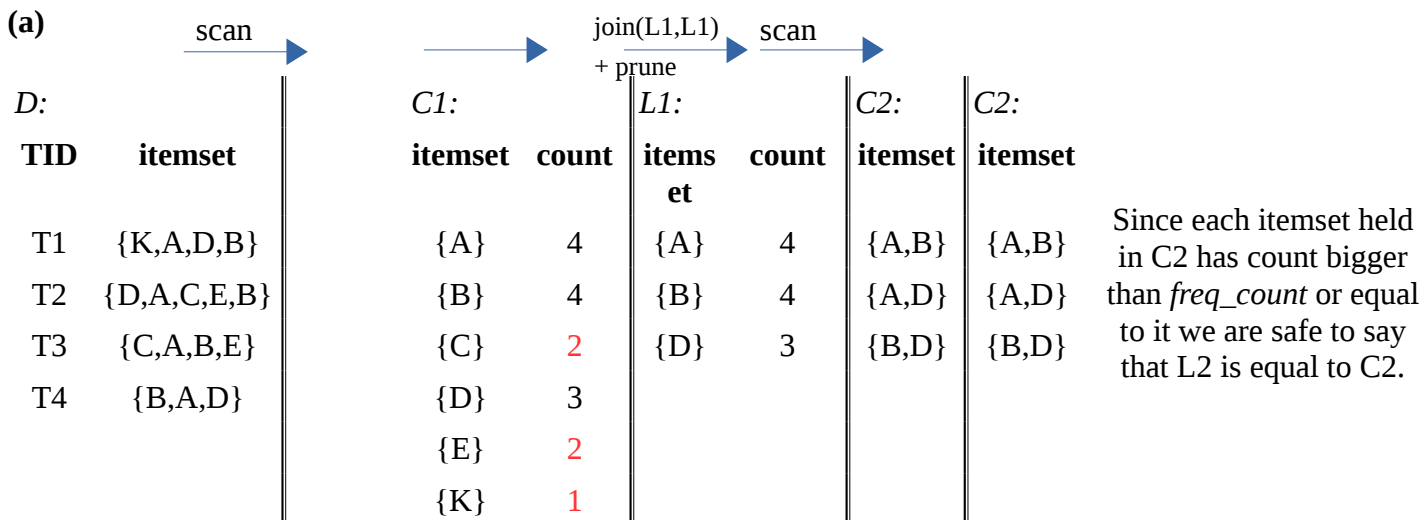 (a)
scan
join(L1,L1)
+ prune
scan
D:
C1:
L1:
C2:
C2:
TID itemset itemset count items count itemset itemset
et
T1 {K,A,D,B} {A} 4 {A} 4 {A,B} {A,B}
T2 {D,A,C,E,B} {B} 4 {B} 4 {A,D} {A,D}
T3 {C,A,B,E} {C} 2 {D} 3 {B,D} {B,D}
T4 {B,A,D} {D} 3
{E} 2
{K} 1
Since each itemset held
in C2 has count bigger
than freq_count or equal
to it we are safe to say
that L2 is equal to C2.